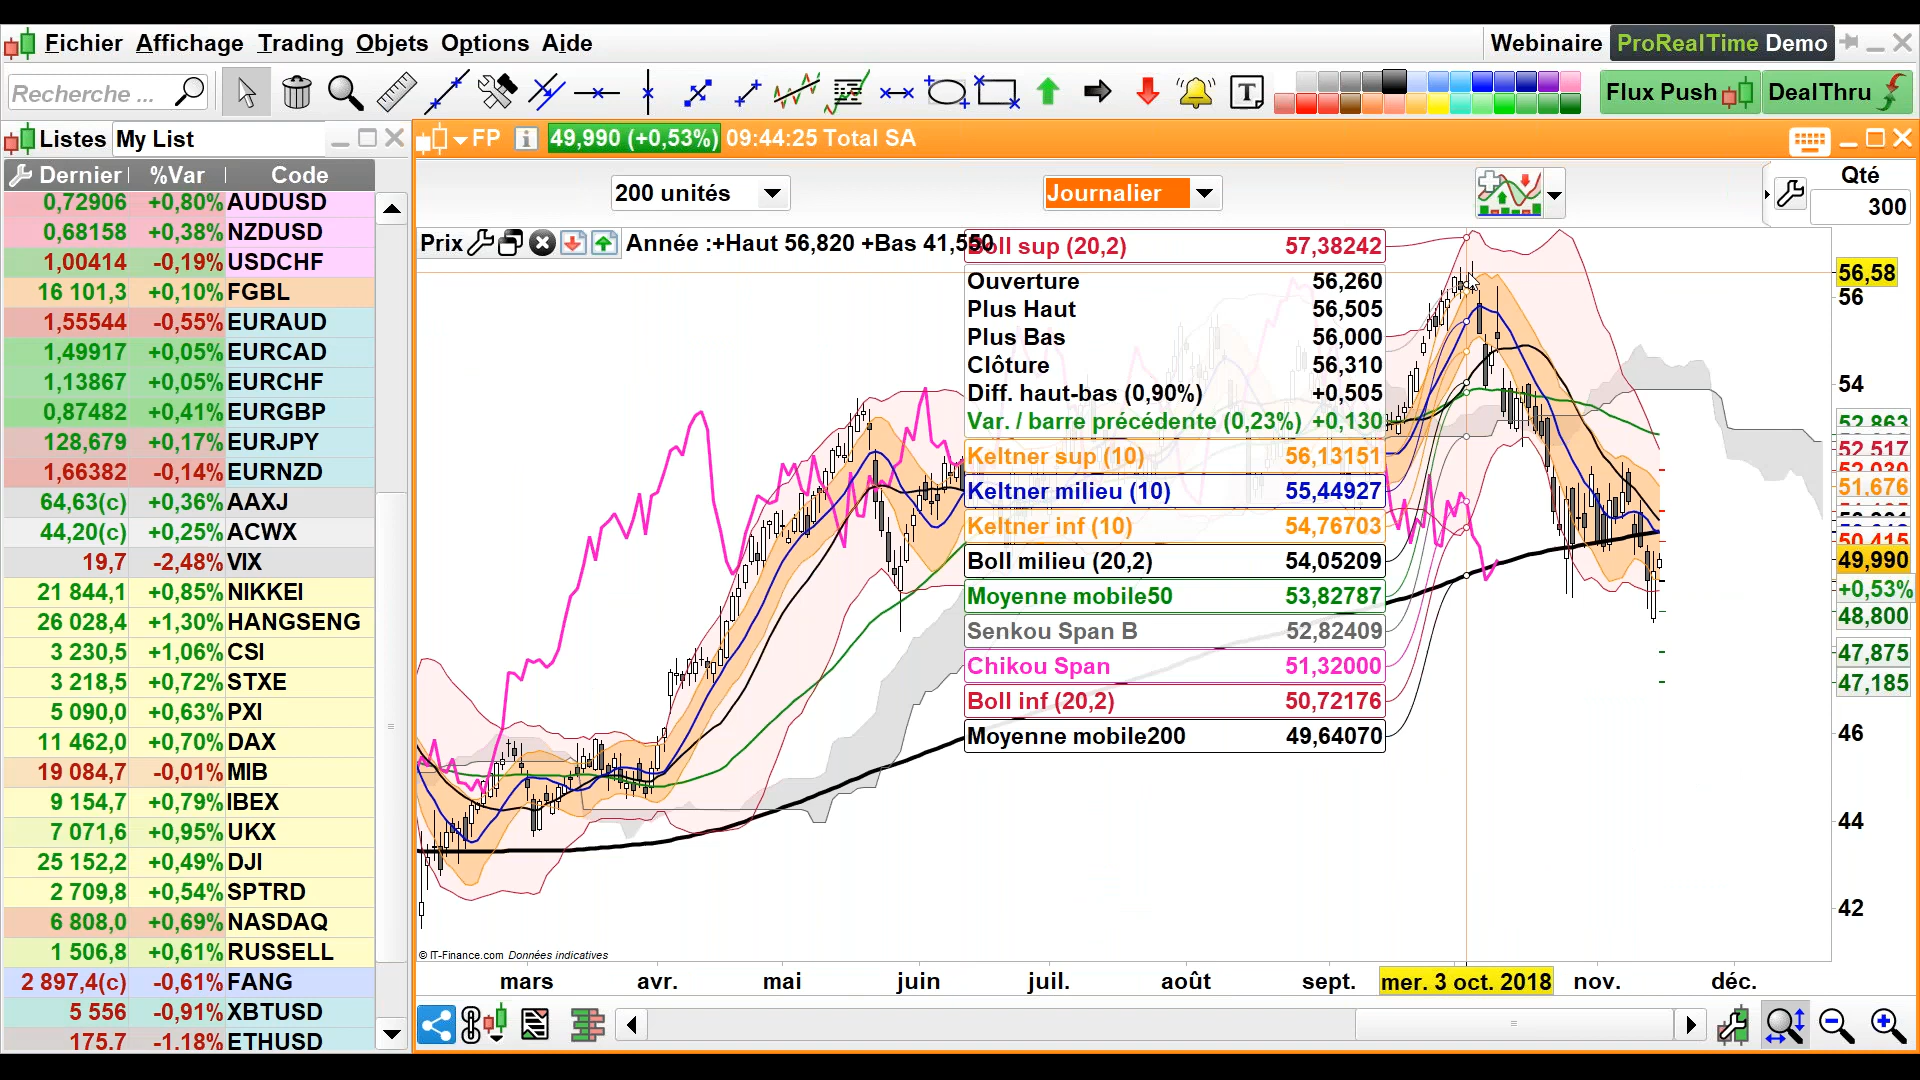 Fichier Affichage Trading Objets Options Aide
Webinaire ProRealTime Demo
Recherche ...
T
Flux Push
DealThru
Listes My List
FP 49,990 (+0,53%) 09:44:25 Total SA
Dernier %Var Code
0,72906 +0,80% AUDUSD
0,68158 +0,38% NZDUSD
1,00414 -0,19% USDCHF
16 101,3 +0,10% FGBL
1,55544 -0,55% EURAUD
1,49917 +0,05% EURCAD
1,13867 +0,05% EURCHF
0,87482 +0,41% EURGBP
128,679 +0,17% EURJPY
1,66382 -0,14% EURNZD
64,63(c) +0,36% AAXJ
44,20(c) +0,25% ACWX
19,7 -2,48% VIX
21 844,1 +0,85% NIKKEI
26 028,4 +1,30% HANGSENG
3 230,5 +1,06% CSI
3 218,5 +0,72% STXE
5 090,0 +0,63% PXI
11 462,0 +0,70% DAX
19 084,7 -0,01% MIB
9 154,7 +0,79% IBEX
7 071,6 +0,95% UKX
25 152,2 +0,49% DJI
2 709,8 +0,54% SPTRD
6 808,0 +0,69% NASDAQ
1 506,8 +0,61% RUSSELL
2 897,4(c) -0,61% FANG
5 556 -0,91% XBTUSD
175,7 -1,18% ETHUSD
200 unités
Journalier
Qté
300
Prix
Année :+Haut 56,820 +Bas 41,550
Boll sup (20,2) 57,38242
Ouverture 56,260
Plus Haut 56,505
Plus Bas 56,000
Clôture 56,310
Diff. haut-bas (0,90%) +0,505
Var. / barre précédente (0,23%) +0,130
Keltner sup (10) 56,13151
Keltner milieu (10) 55,44927
Keltner inf (10) 54,76703
Boll milieu (20,2) 54,05209
Moyenne mobile50 53,82787
Senkou Span B 52,82409
Chikou Span 51,32000
Boll inf (20,2) 50,72176
Moyenne mobile200 49,64070
56,58
56
54
52,863
52,517
52,030
51,676
50,415
49,990
+0,53%
48,800
47,875
47,185
46
44
42
© IT-Finance.com Données indicatives
mars avr. mai juin juil. août sept. mer. 3 oct. 2018 nov. déc.